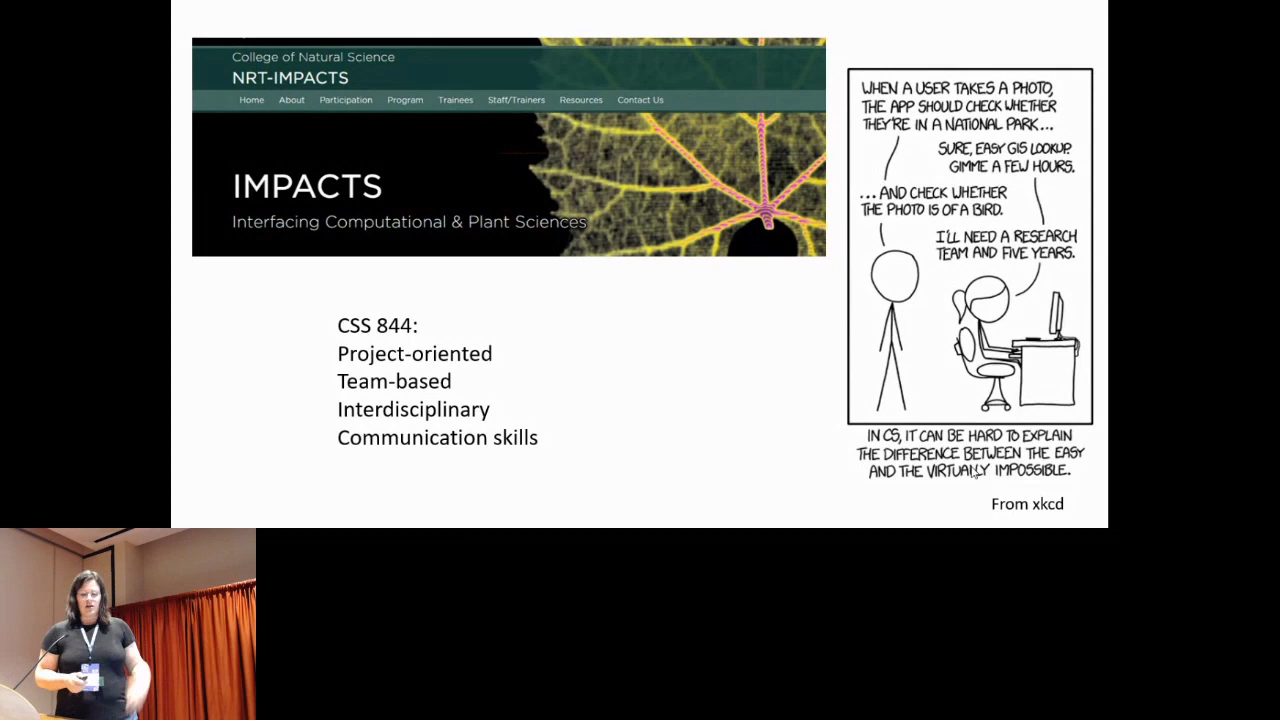 College of Natural Science
NRT-IMPACTS
Home About Participation Program Trainees Staff/Trainers Resources Contact Us
IMPACTS
Interfacing Computational & Plant Sciences
CSS 844:
Project-oriented
Team-based
Interdisciplinary
Communication skills
WHEN A USER TAKES A PHOTO,
THE APP SHOULD CHECK WHETHER
THEY'RE IN A NATIONAL PARK...
SURE, EASY GIS LOOKUP.
GIMME A FEW HOURS.
...AND CHECK WHETHER
THE PHOTO IS OF A BIRD.
I'LL NEED A RESEARCH
TEAM AND FIVE YEARS.
IN CS, IT CAN BE HARD TO EXPLAIN
THE DIFFERENCE BETWEEN THE EASY
AND THE VIRTUALLY IMPOSSIBLE.
From xkcd